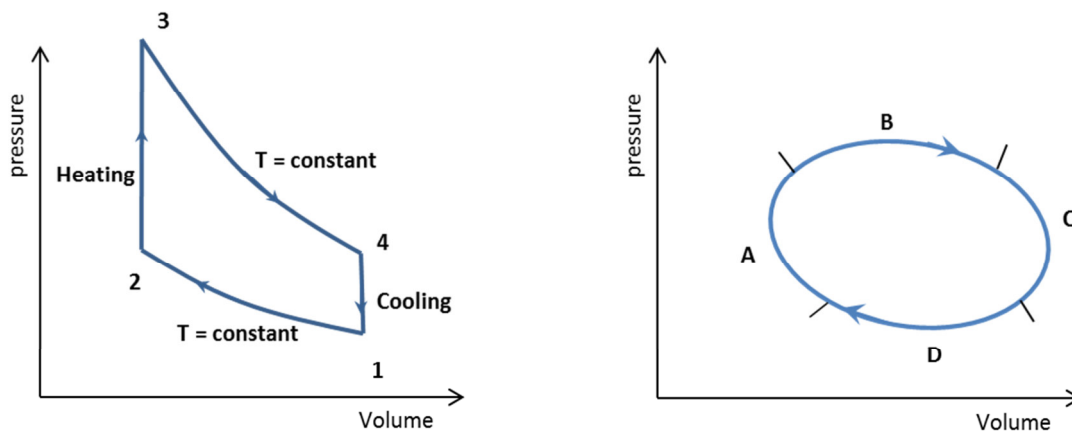 3
pressure
T = constant
Heating
4
2
Cooling
T = constant
1
Volume
pressure
B
C
A
D
Volume